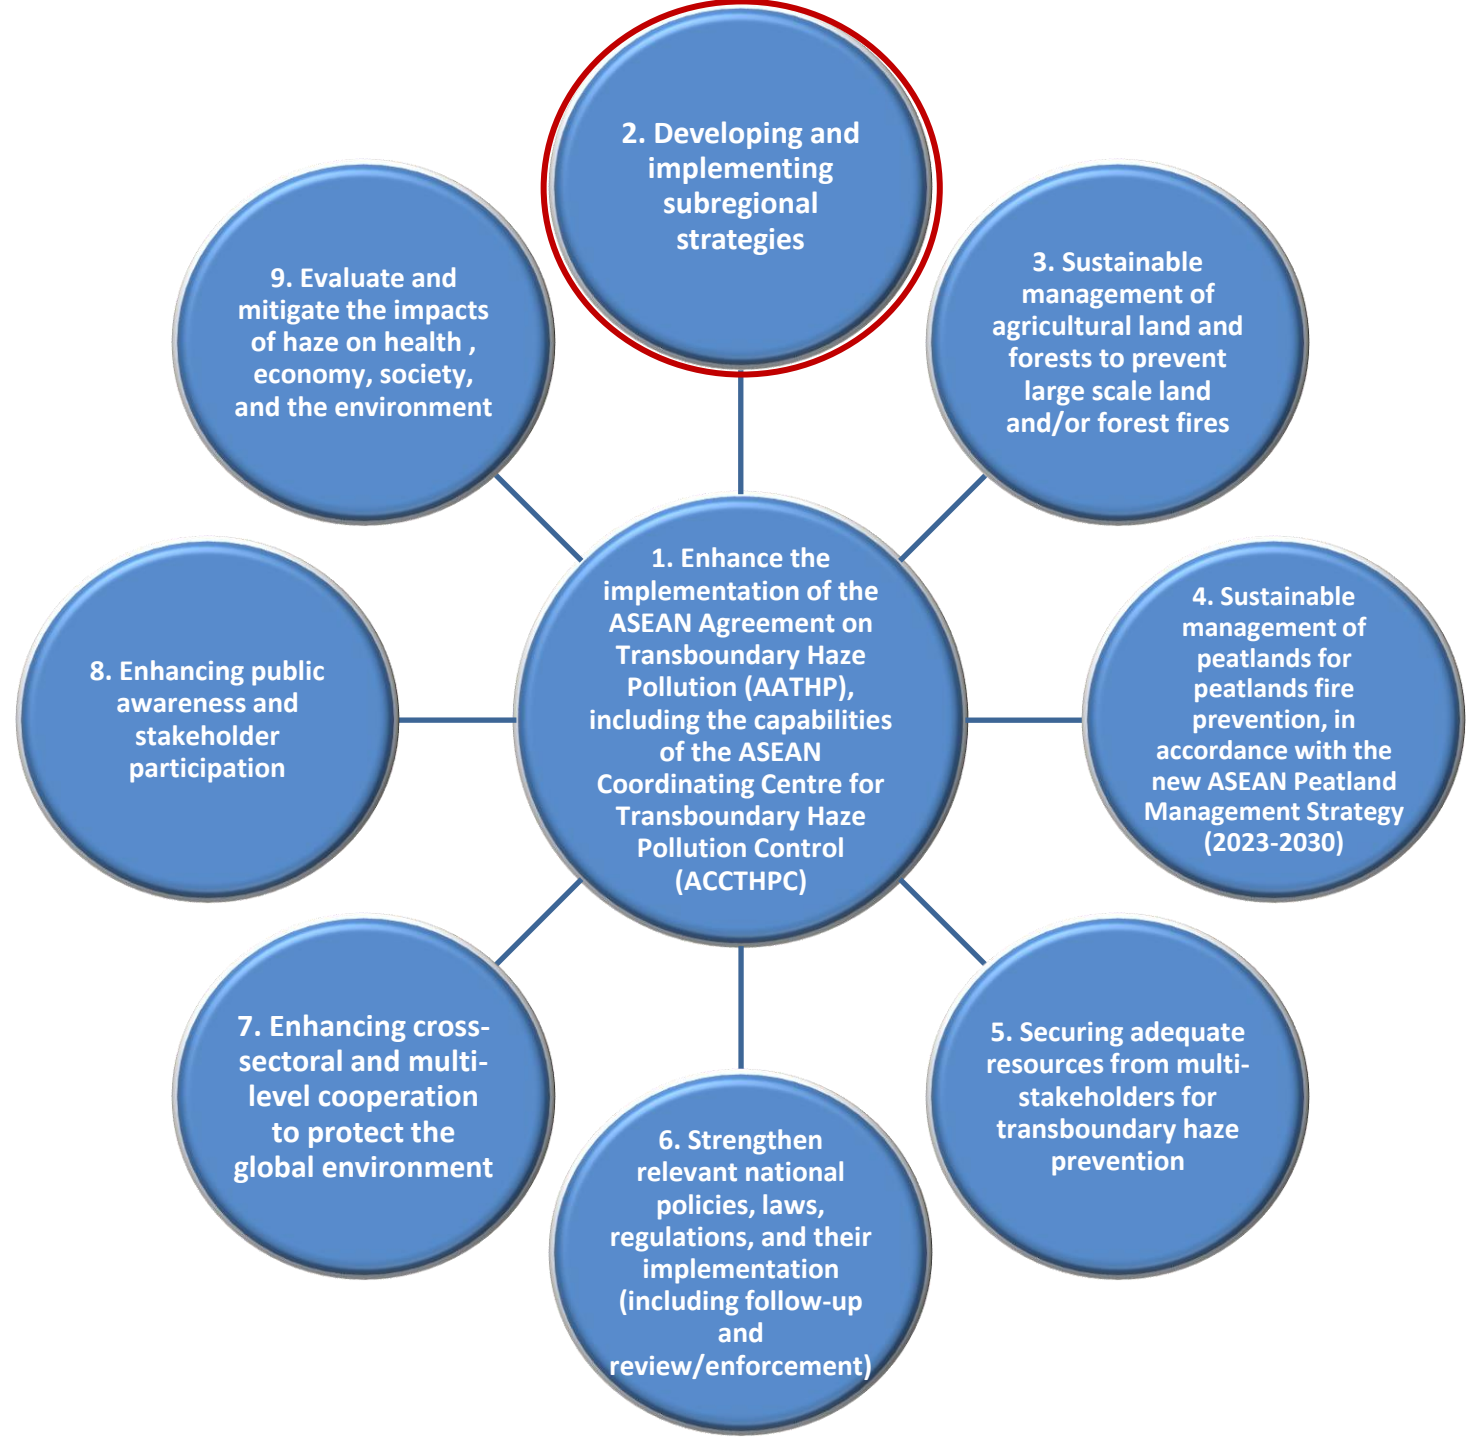 2. Developing and
implementing
subregional
strategies
3. Sustainable
management of
agricultural land and
forests to prevent
large scale land
and/or forest fires
9. Evaluate and
mitigate the impacts
of haze on health ,
economy, society,
and the environment
1. Enhance the
implementation of the
ASEAN Agreement on
Transboundary Haze
Pollution (AATHP),
including the capabilities
of the ASEAN
Coordinating Centre for
Transboundary Haze
Pollution Control
(ACCTHPC)
4. Sustainable
management of
peatlands for
peatlands fire
prevention, in
accordance with the
new ASEAN Peatland
Management Strategy
(2023-2030)
8. Enhancing public
awareness and
stakeholder
participation
7. Enhancing cross-
sectoral and multi-
level cooperation
to protect the
global environment
5. Securing adequate
resources from multi-
stakeholders for
transboundary haze
prevention
6. Strengthen
relevant national
policies, laws,
regulations, and their
implementation
(including follow-up
and
review/enforcement)